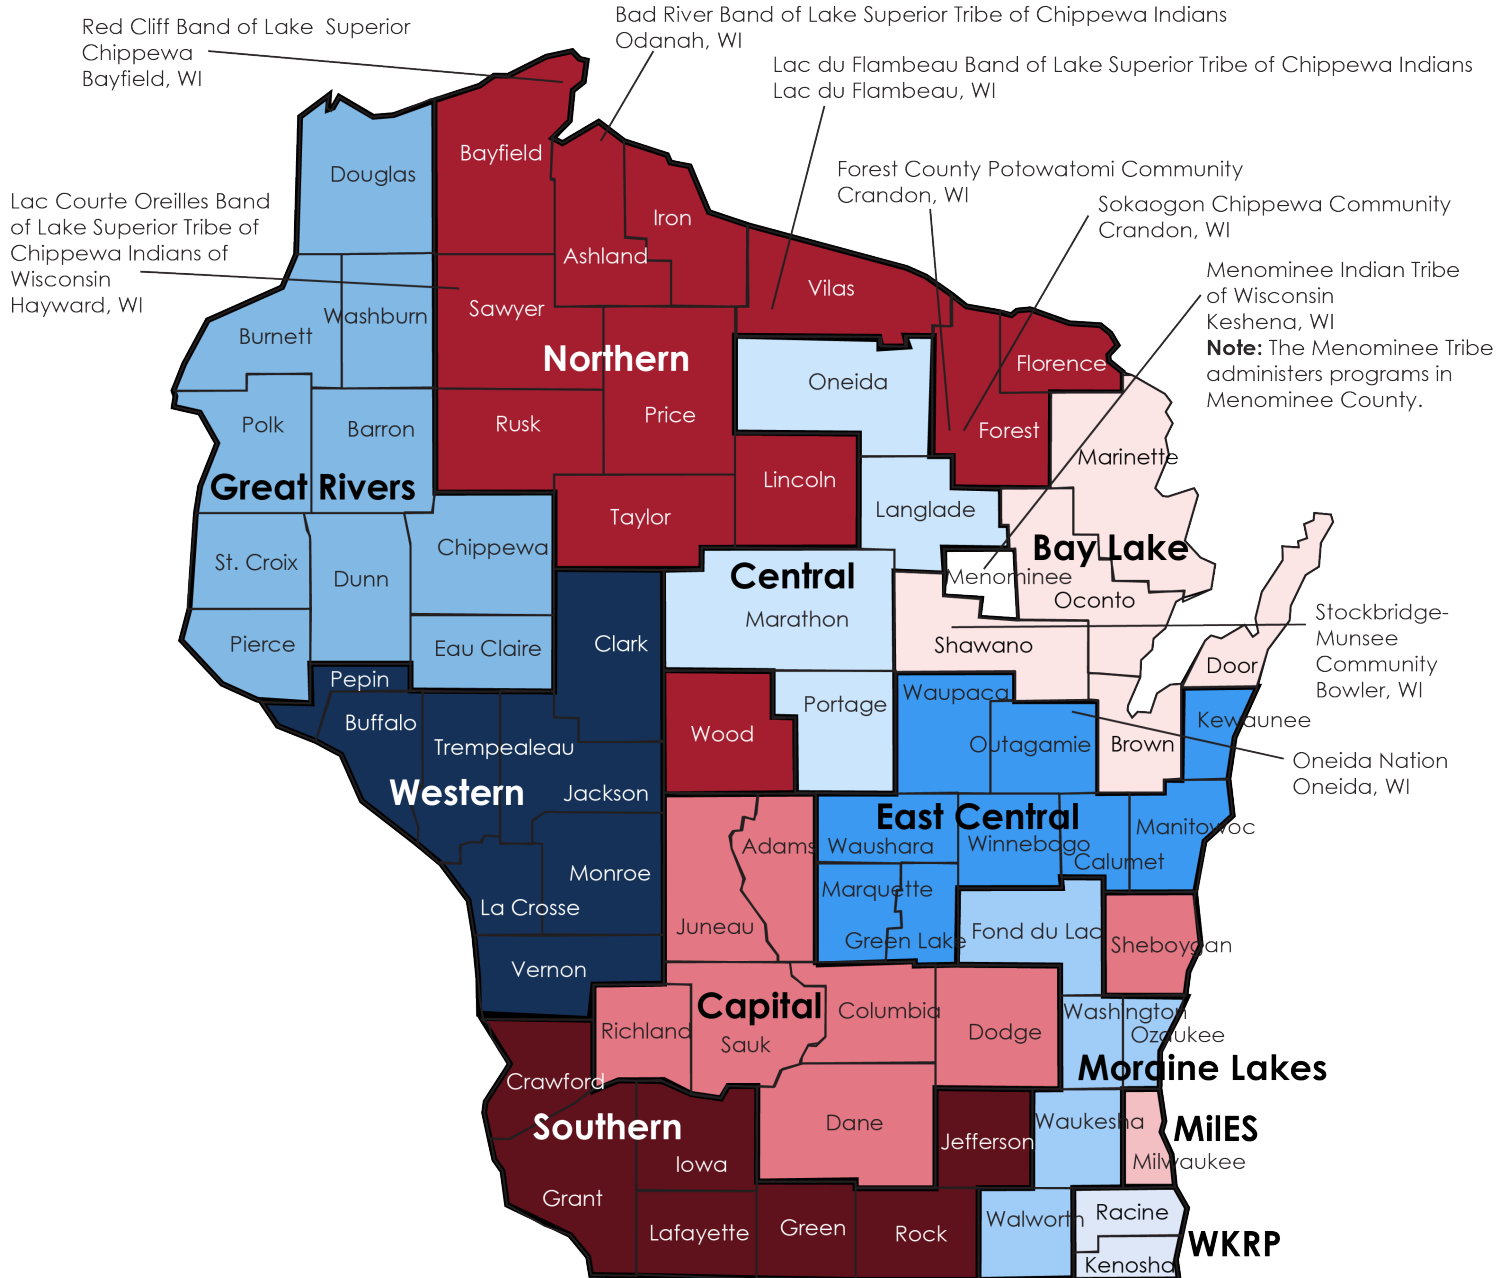 Red Cliff Band of Lake Superior
Chippewa
Bayfield, WI
Bad River Band of Lake Superior Tribe of Chippewa Indians
Odanah, WI
Lac du Flambeau Band of Lake Superior Tribe of Chippewa Indians
Lac du Flambeau, WI
Forest County Potowatomi Community
Crandon, WI
Sokaogon Chippewa Community
Crandon, WI
Lac Courte Oreilles Band
of Lake Superior Tribe of
Chippewa Indians of
Wisconsin
Hayward, WI
Menominee Indian Tribe
of Wisconsin
Keshena, WI
Note: The Menominee Tribe
administers programs in
Menominee County.
Stockbridge-
Munsee
Community
Bowler, WI
Oneida Nation
Oneida, WI
Douglas
Bayfield
Iron
Ashland
Vilas
Sawyer
Washburn
Burnett
Northern
Florence
Oneida
Price
Rusk
Polk
Barron
Forest
Marinette
Great Rivers
Lincoln
Langlade
Taylor
Chippewa
Bay Lake
St. Croix
Dunn
Central
Menominee
Oconto
Marathon
Pierce
Eau Claire
Clark
Shawano
Door
Pepin
Buffalo
Waupaca
Portage
Kewaunee
Trempealeau
Wood
Outagamie
Brown
Western
Jackson
East Central
Manitowoc
Adams
Waushara
Winnebago
Calumet
Monroe
Marquette
La Crosse
Juneau
Green Lake
Fond du Lac
Sheboygan
Vernon
Capital
Columbia
Washington
Richland
Sauk
Dodge
Ozaukee
Moraine Lakes
Crawford
Southern
Dane
Waukesha
MilES
Jefferson
Iowa
Milwaukee
Grant
Lafayette
Green
Rock
Walworth
Racine
WKRP
Kenosha